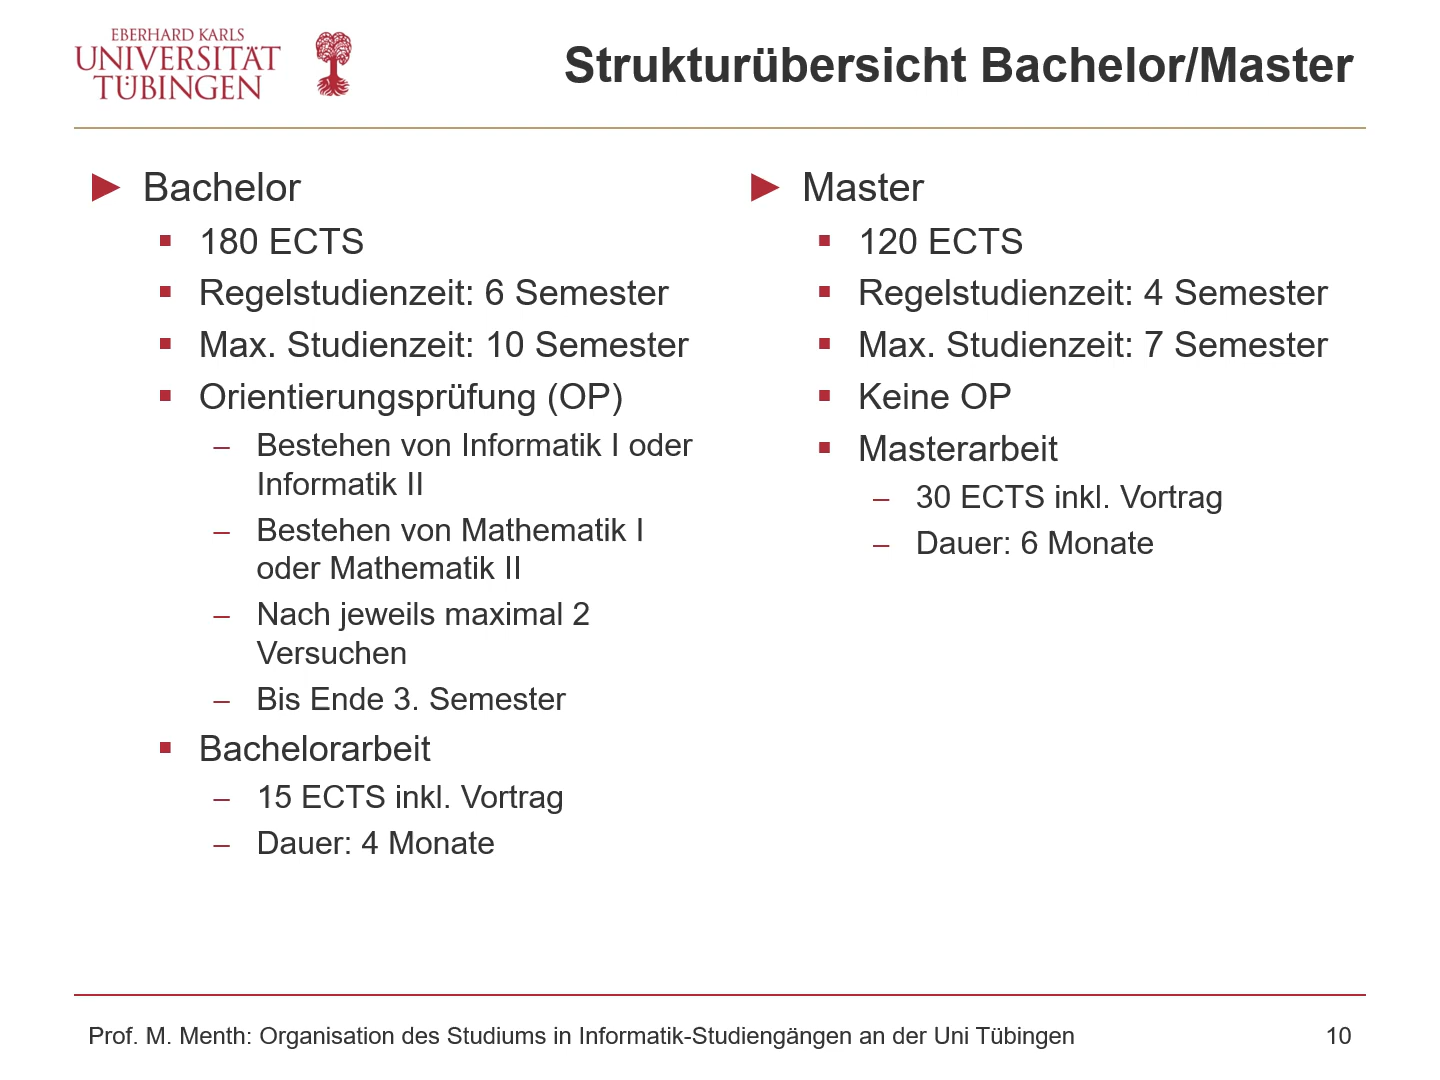 EBERHARD KARLS
UNIVERSITÄT
TÜBINGEN
Strukturübersicht Bachelor/Master
Bachelor
180 ECTS
Regelstudienzeit: 6 Semester
Max. Studienzeit: 10 Semester
Orientierungsprüfung (OP)
– Bestehen von Informatik I oder
Informatik II
– Bestehen von Mathematik I
oder Mathematik II
– Nach jeweils maximal 2
Versuchen
– Bis Ende 3. Semester
Bachelorarbeit
– 15 ECTS inkl. Vortrag
– Dauer: 4 Monate
Master
120 ECTS
Regelstudienzeit: 4 Semester
Max. Studienzeit: 7 Semester
Keine OP
Masterarbeit
– 30 ECTS inkl. Vortrag
– Dauer: 6 Monate
Prof. M. Menth: Organisation des Studiums in Informatik-Studiengängen an der Uni Tübingen
10